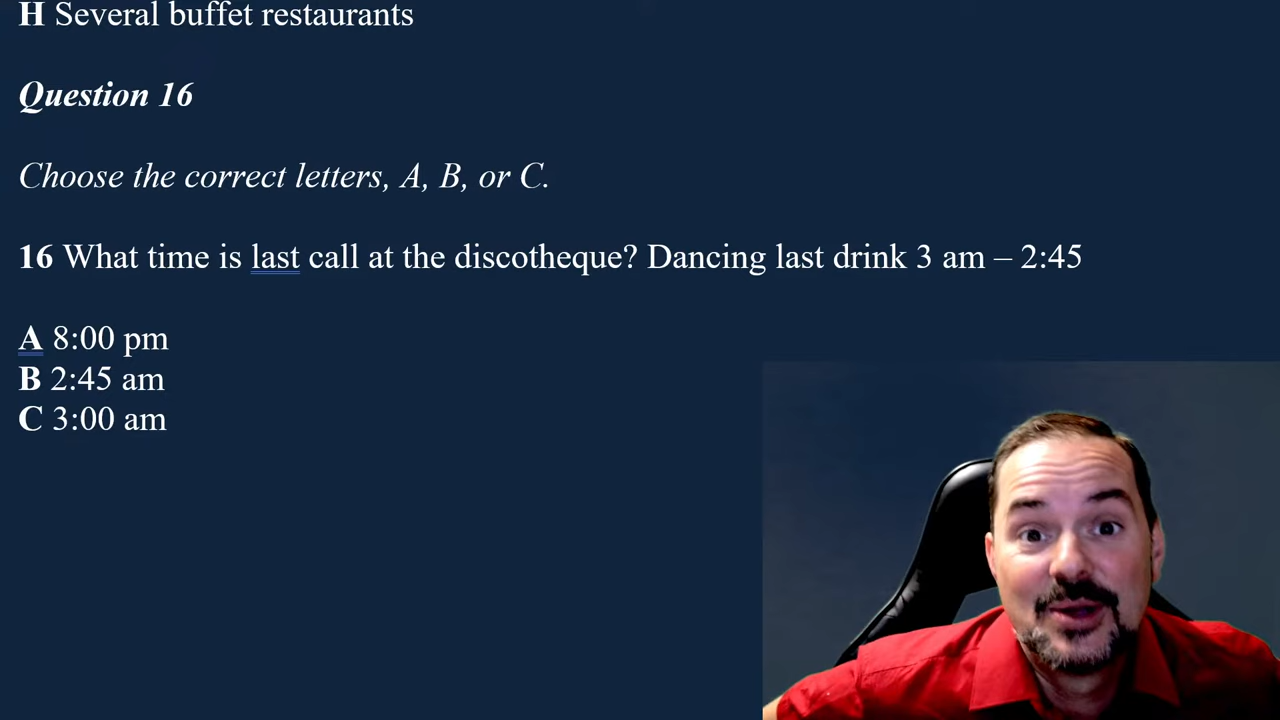 H Several buffet restaurants
Question 16
Choose the correct letters, A, B, or C.
16 What time is last call at the discotheque? Dancing last drink 3 am – 2:45
A 8:00 pm
B 2:45 am
C 3:00 am